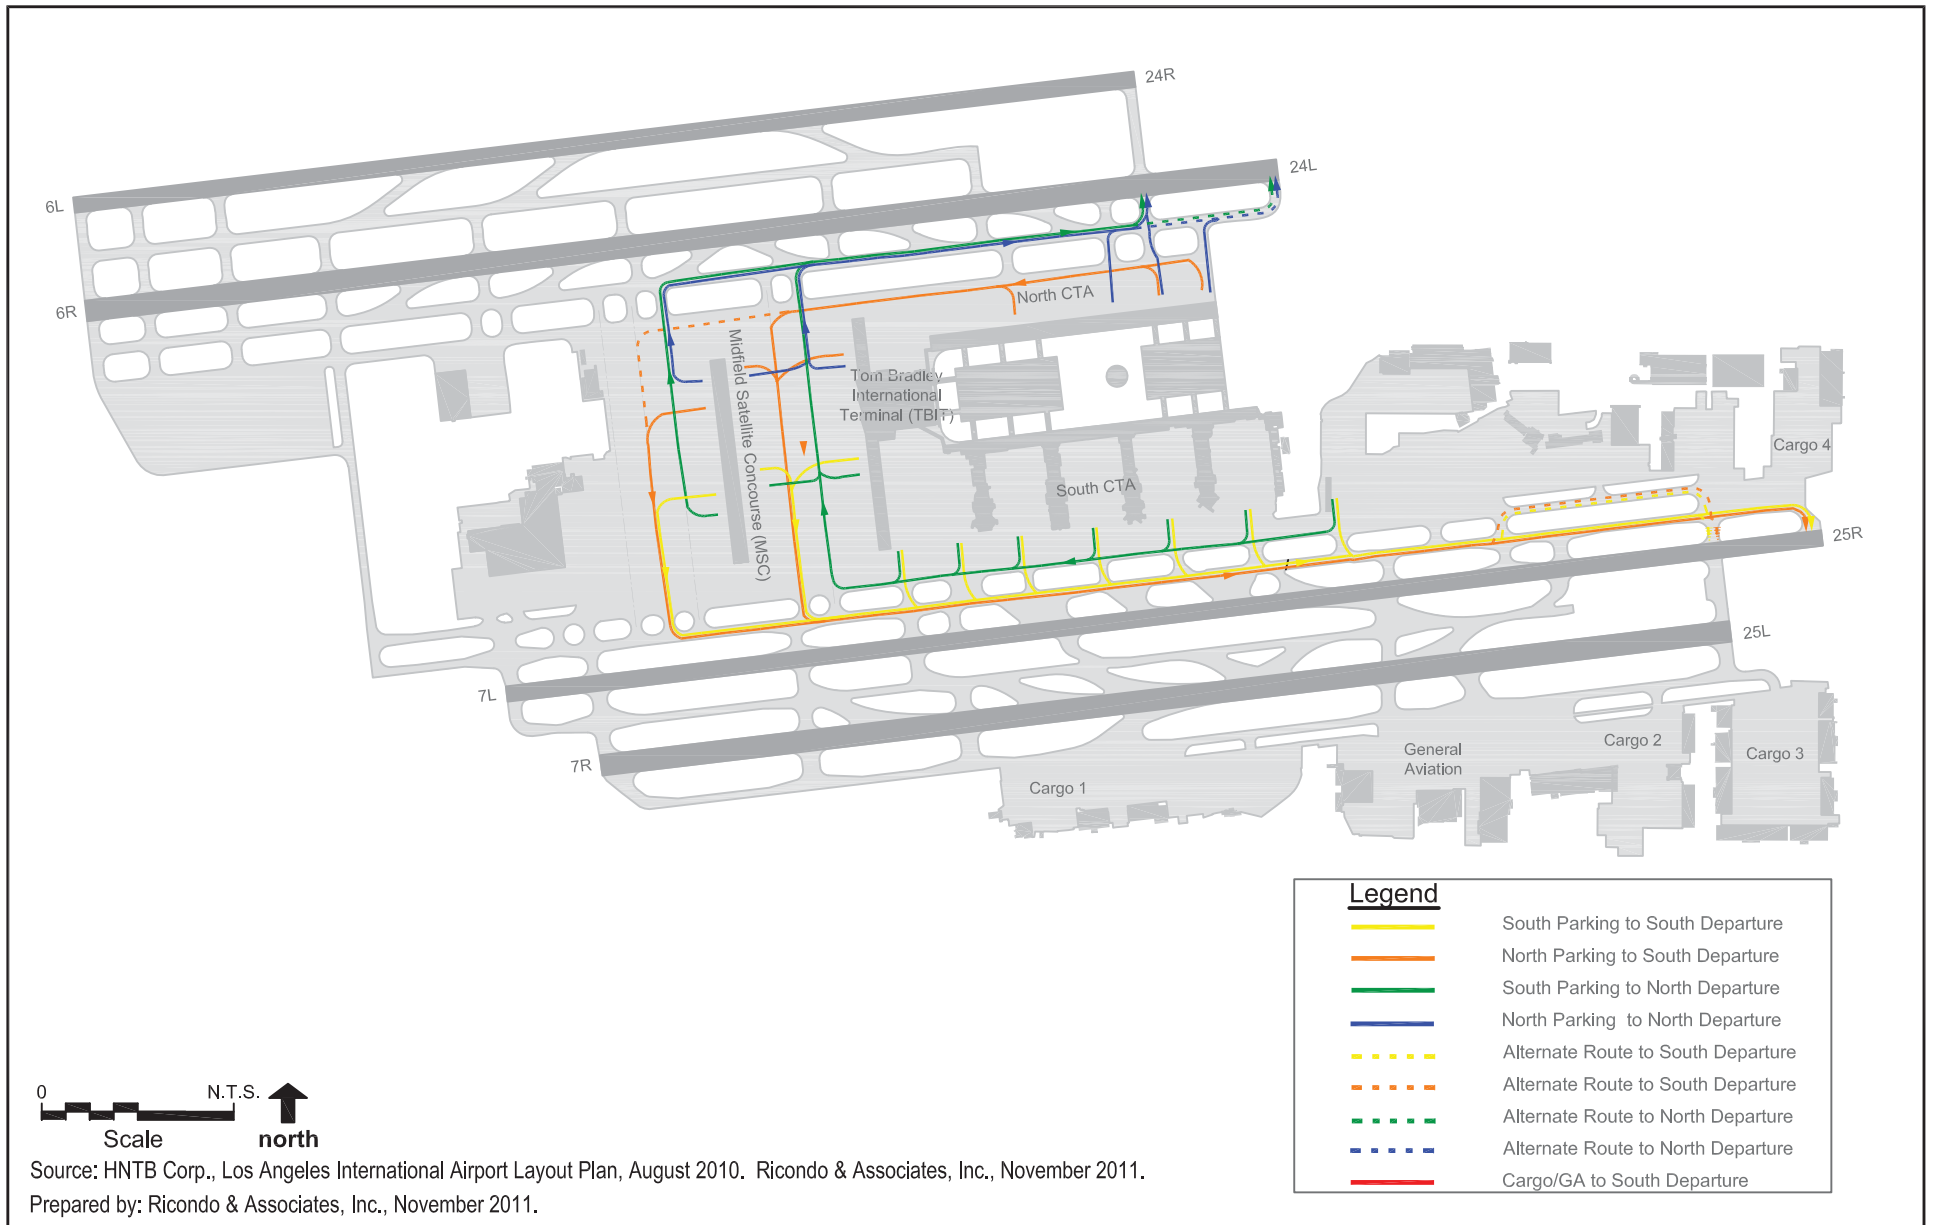 24R
24L
6L
6R
North CTA
Midfield Satellite Concourse (MSC)
Tom Bradley
International
Terminal (TBIT)
South CTA
Cargo 4
25R
25L
7L
7R
General
Aviation
Cargo 2
Cargo 3
Cargo 1
Legend
South Parking to South Departure
North Parking to South Departure
South Parking to North Departure
North Parking to North Departure
Alternate Route to South Departure
Alternate Route to South Departure
Alternate Route to North Departure
Alternate Route to North Departure
Cargo/GA to South Departure
0 N.T.S.
Scale
north
Source: HNTB Corp., Los Angeles International Airport Layout Plan, August 2010. Ricondo & Associates, Inc., November 2011.
Prepared by: Ricondo & Associates, Inc., November 2011.